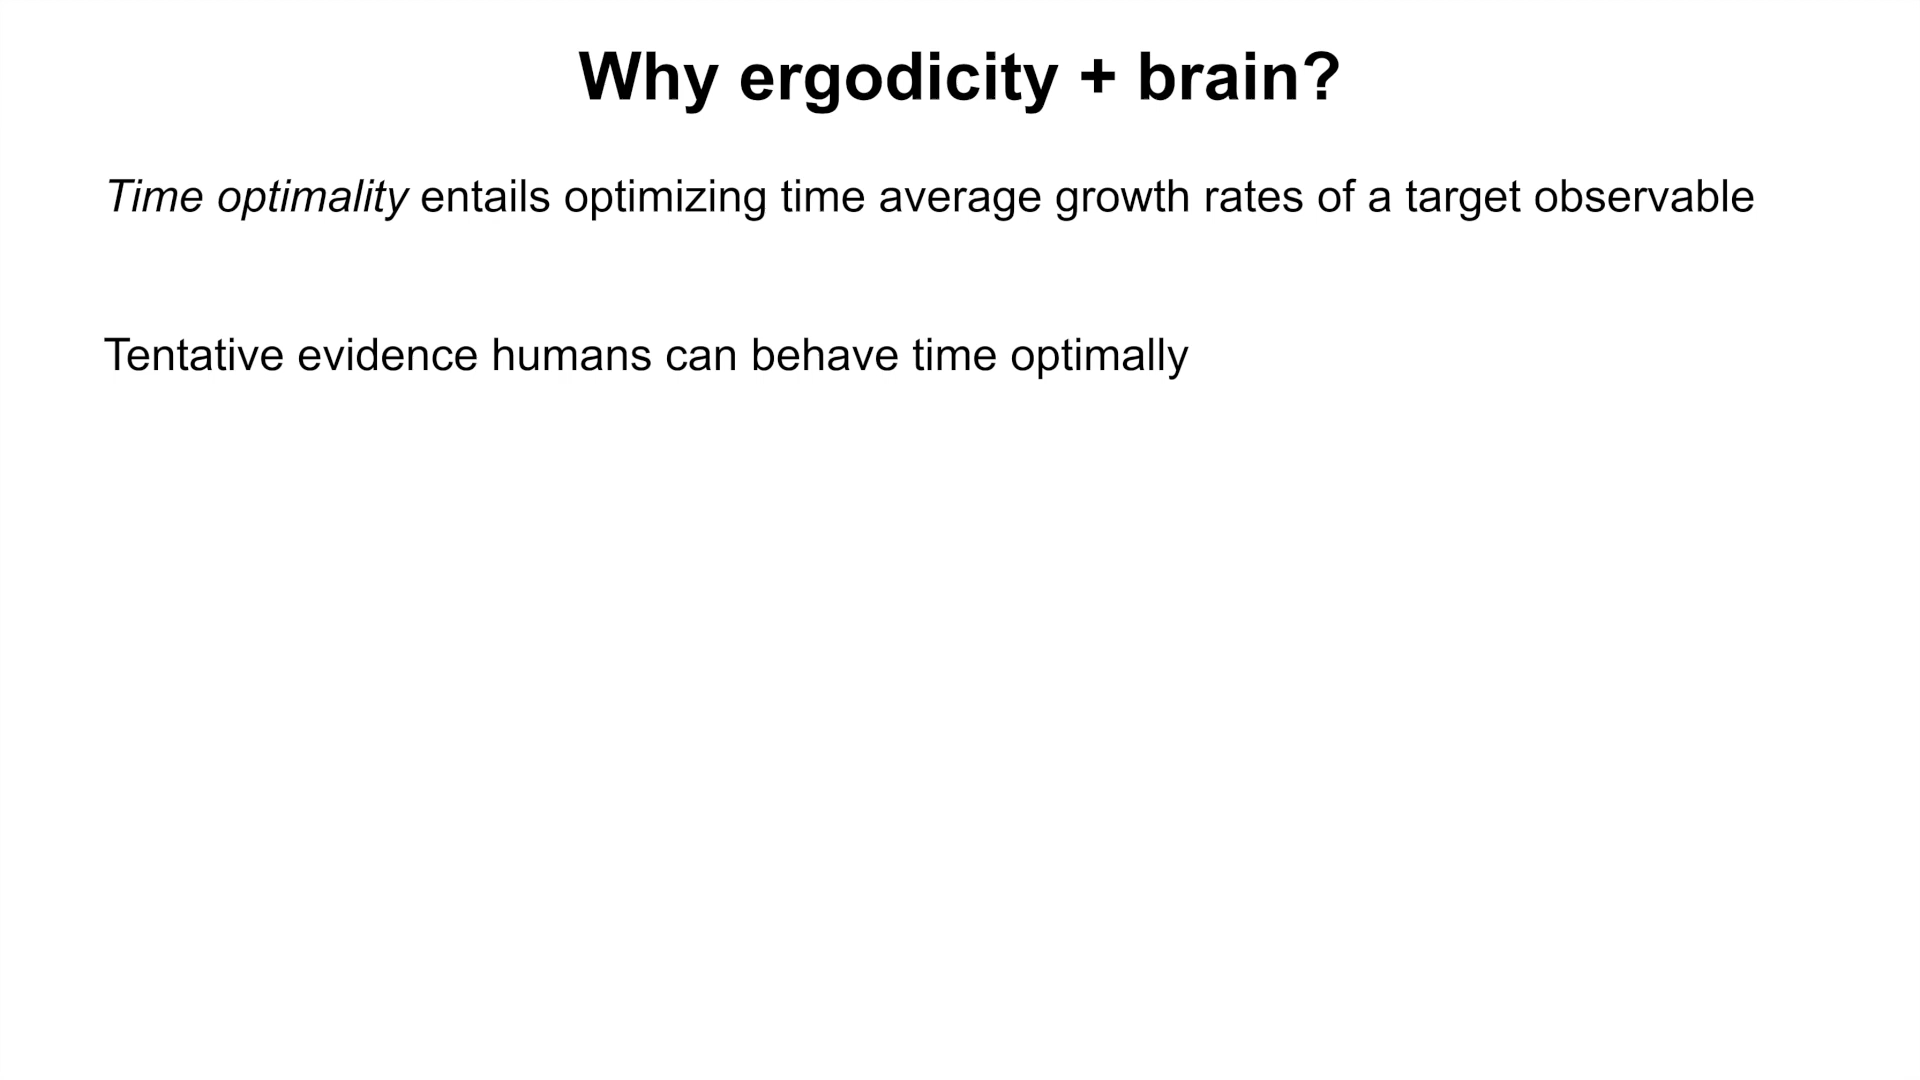 Why ergodicity + brain?
Time optimality entails optimizing time average growth rates of a target observable
Tentative evidence humans can behave time optimally